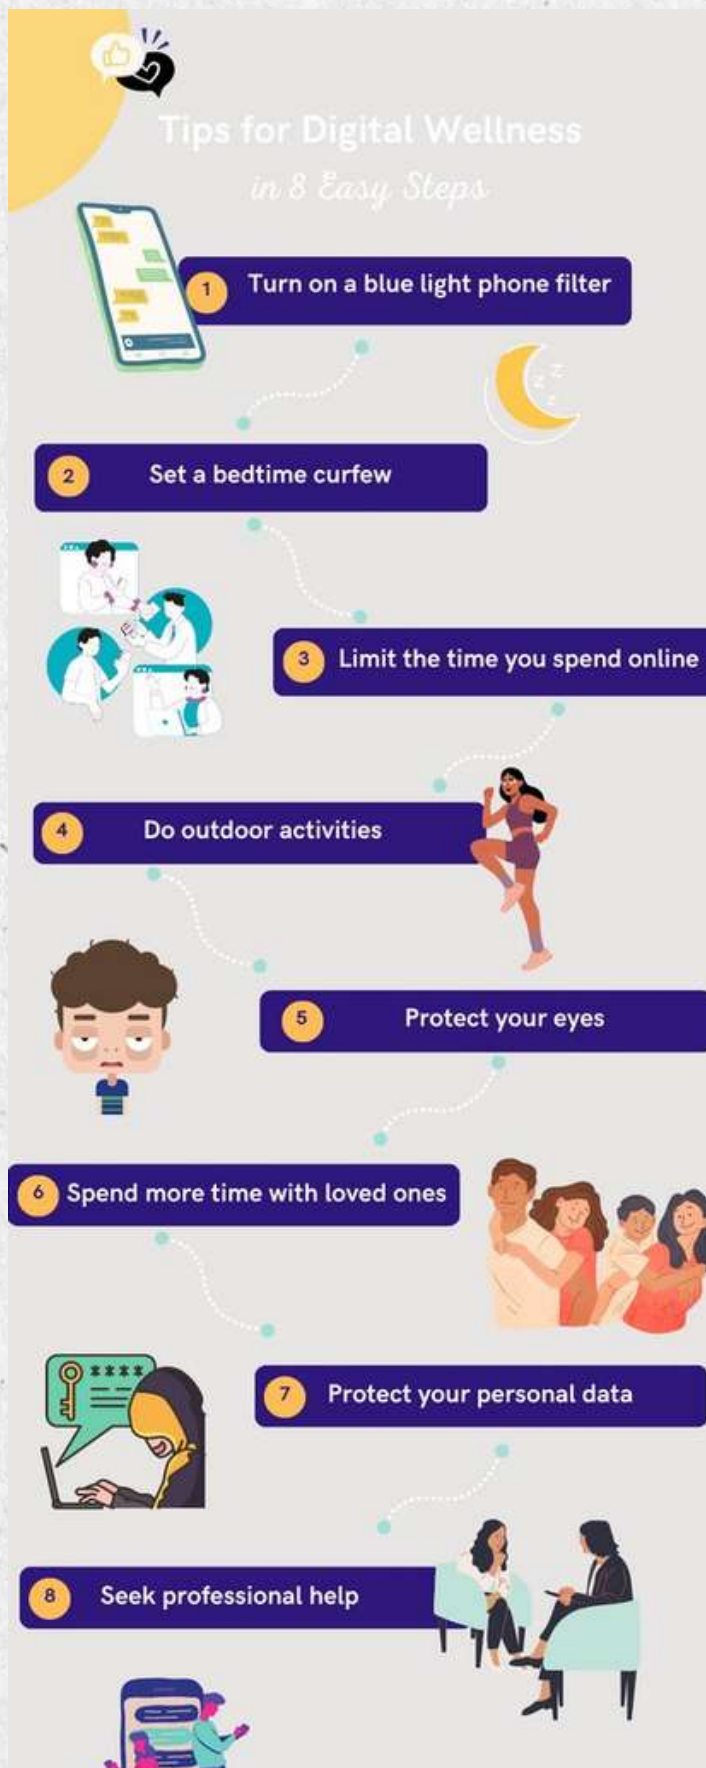 Tips for Digital Wellness
in 8 Easy Steps
1 Turn on a blue light phone filter
z z
z
2 Set a bedtime curfew
3 Limit the time you spend online
4 Do outdoor activities
5 Protect your eyes
6 Spend more time with loved ones
****
7 Protect your personal data
8 Seek professional help